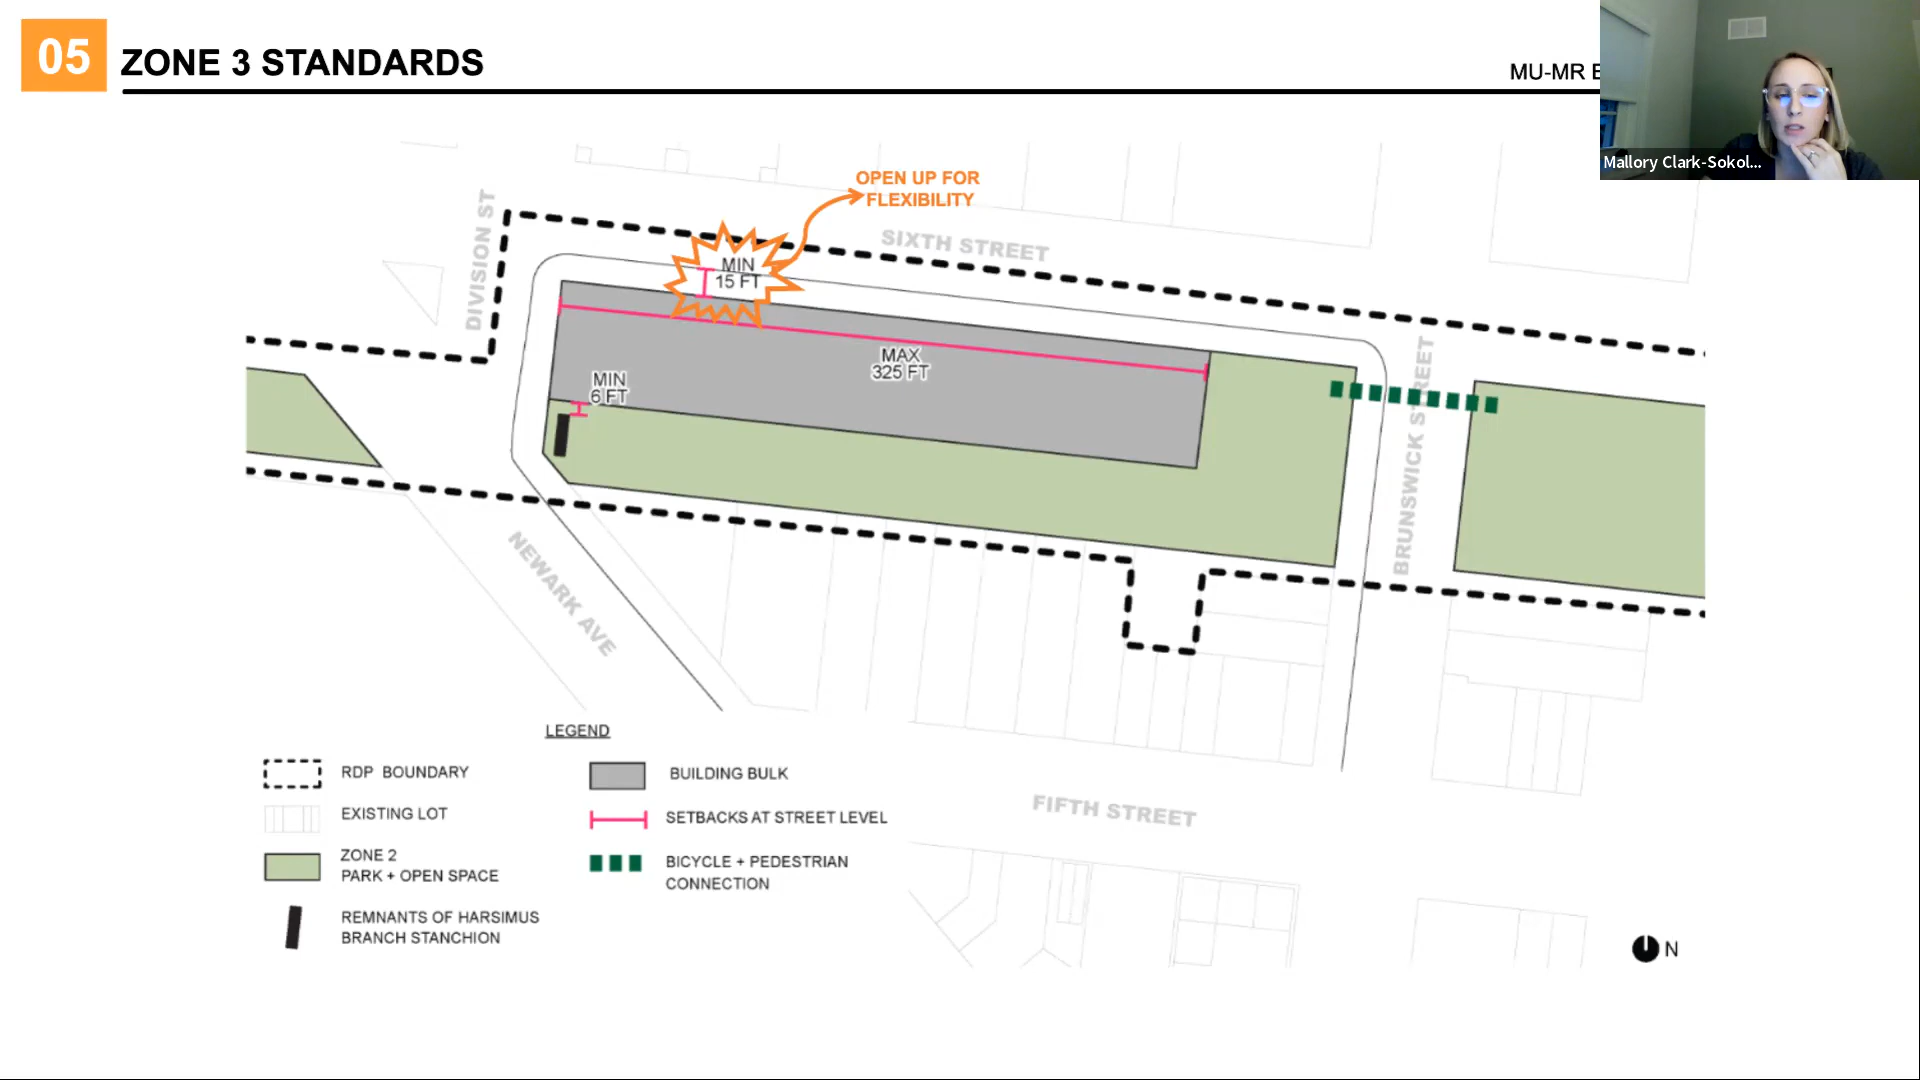 05
ZONE 3 STANDARDS
MU-MR
Mallory Clark-Sokol...
OPEN UP FOR
FLEXIBILITY
DIVISION ST
SIXTH STREET
MIN
15 FT
MAX
325 FT
MIN
6 FT
BRUNSWICK STREET
NEWARK AVE
FIFTH STREET
LEGEND
RDP BOUNDARY
EXISTING LOT
ZONE 2
PARK + OPEN SPACE
REMNANTS OF HARSIMUS
BRANCH STANCHION
BUILDING BULK
SETBACKS AT STREET LEVEL
BICYCLE + PEDESTRIAN
CONNECTION
N